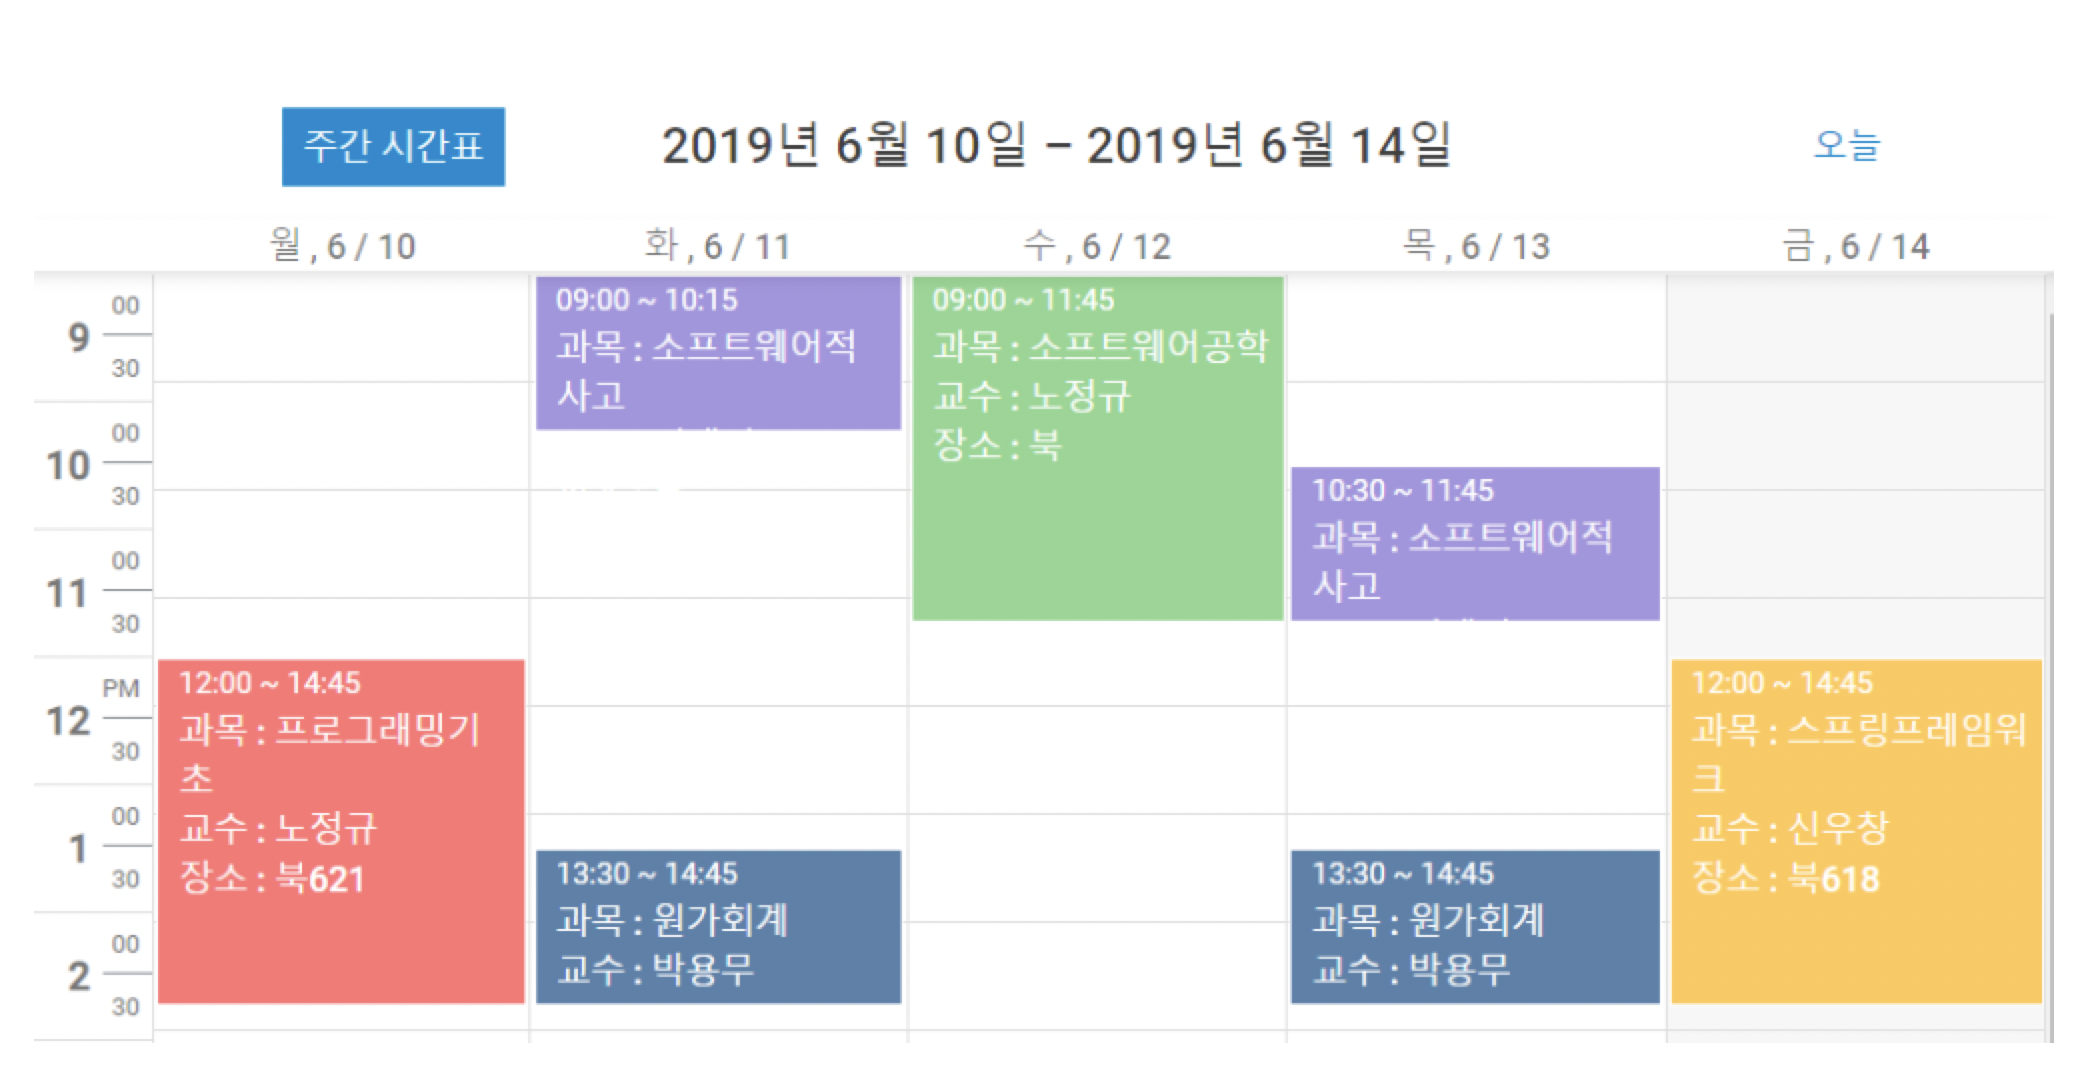 주간 시간표
2019년 6월 10일 – 2019년 6월 14일
오늘
월 , 6 / 10
화 , 6 / 11
수 , 6 / 12
목 , 6 / 13
금 , 6 / 14
00
9
30
00
10
30
00
11
30
PM
12
30
00
1
30
00
2
30
12:00 ~ 14:45
과목 : 프로그래밍기
초
교수 : 노정규
장소 : 북621
09:00 ~ 10:15
과목 : 소프트웨어적
사고
13:30 ~ 14:45
과목 : 원가회계
교수 : 박용무
09:00 ~ 11:45
과목 : 소프트웨어공학
교수 : 노정규
장소 : 북
10:30 ~ 11:45
과목 : 소프트웨어적
사고
13:30 ~ 14:45
과목 : 원가회계
교수 : 박용무
12:00 ~ 14:45
과목 : 스프링프레임워
크
교수 : 신우창
장소 : 북618